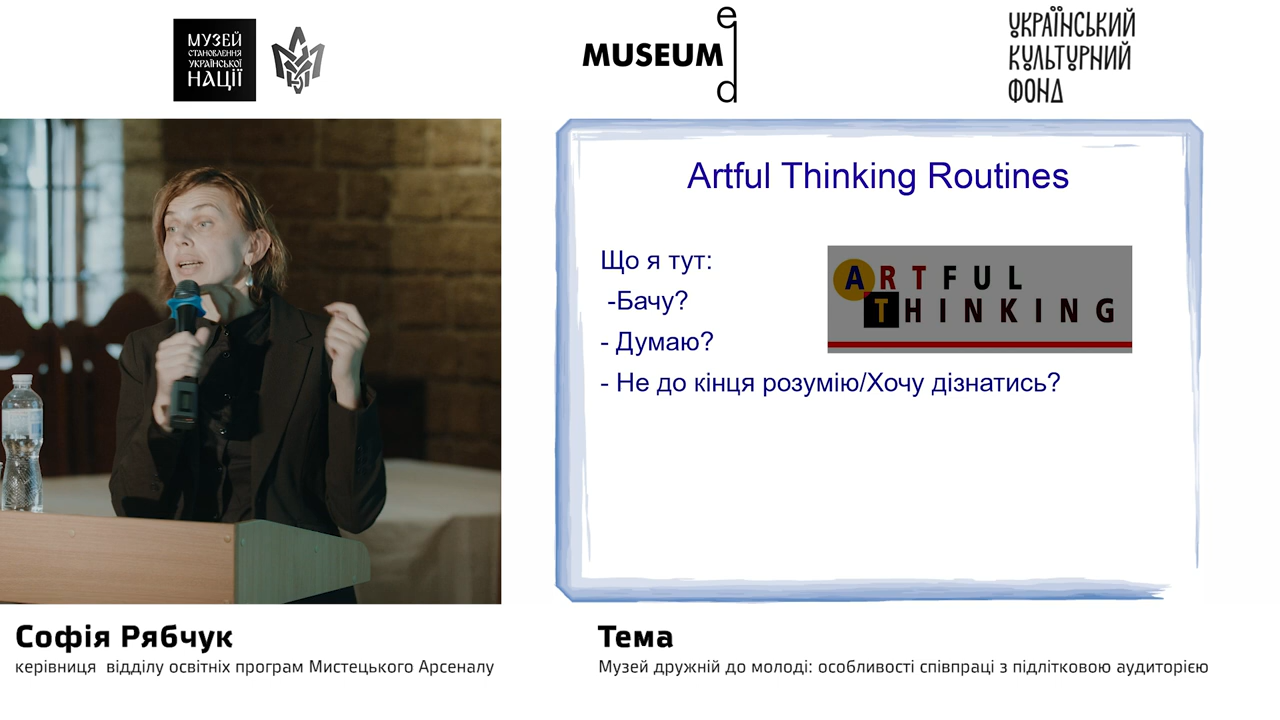 МУЗЕЙ
СТАНОВЛЕННЯ
УКРАЇНСЬКОЇ
НАЦІЇ
MUSEUM
ed
УКРАЇНСЬКИЙ
КУЛЬТУРНИЙ
ФОНД
Artful Thinking Routines
Що я тут:
-Бачу?
- Думаю?
- Не до кінця розумію/Хочу дізнатись?
ARTFUL
THINKING
Софія Рябчук
керівниця відділу освітніх програм Мистецького Арсеналу
Тема
Музей дружній до молоді: особливості співпраці з підлітковою аудиторією